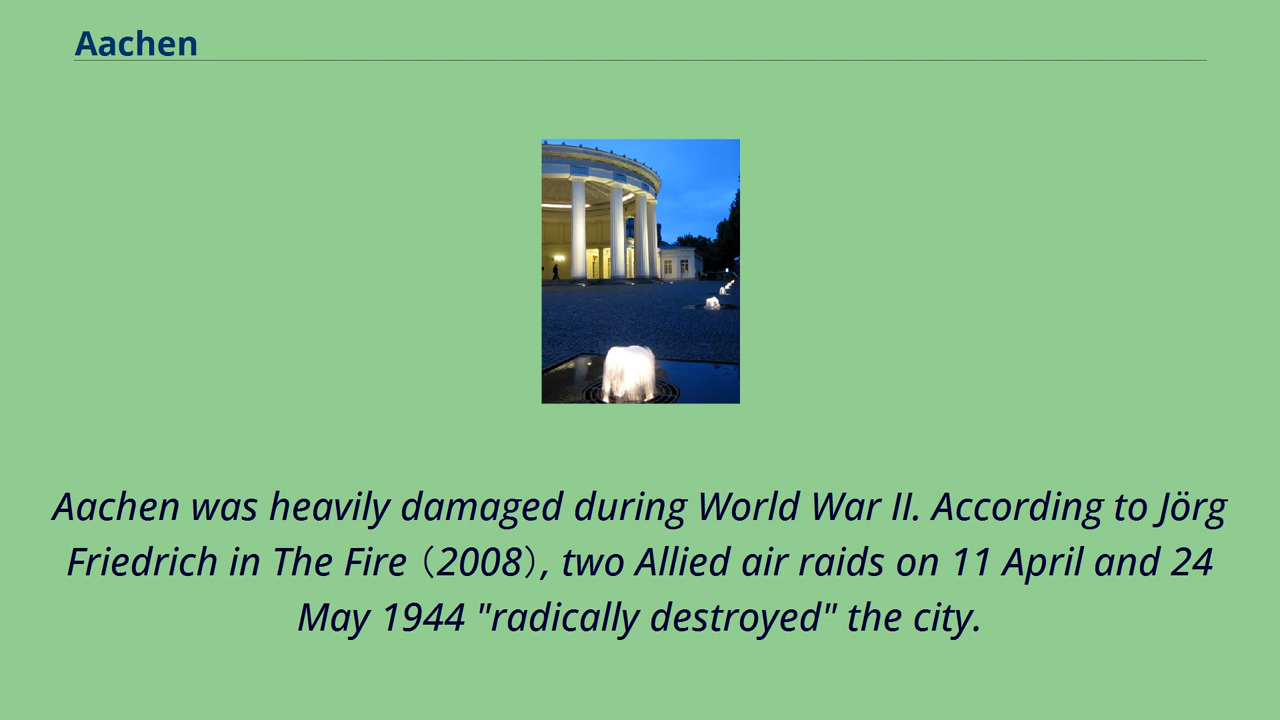 Aachen
Aachen was heavily damaged during World War II. According to Jörg
Friedrich in The Fire（2008）, two Allied air raids on 11 April and 24
May 1944 "radically destroyed" the city.